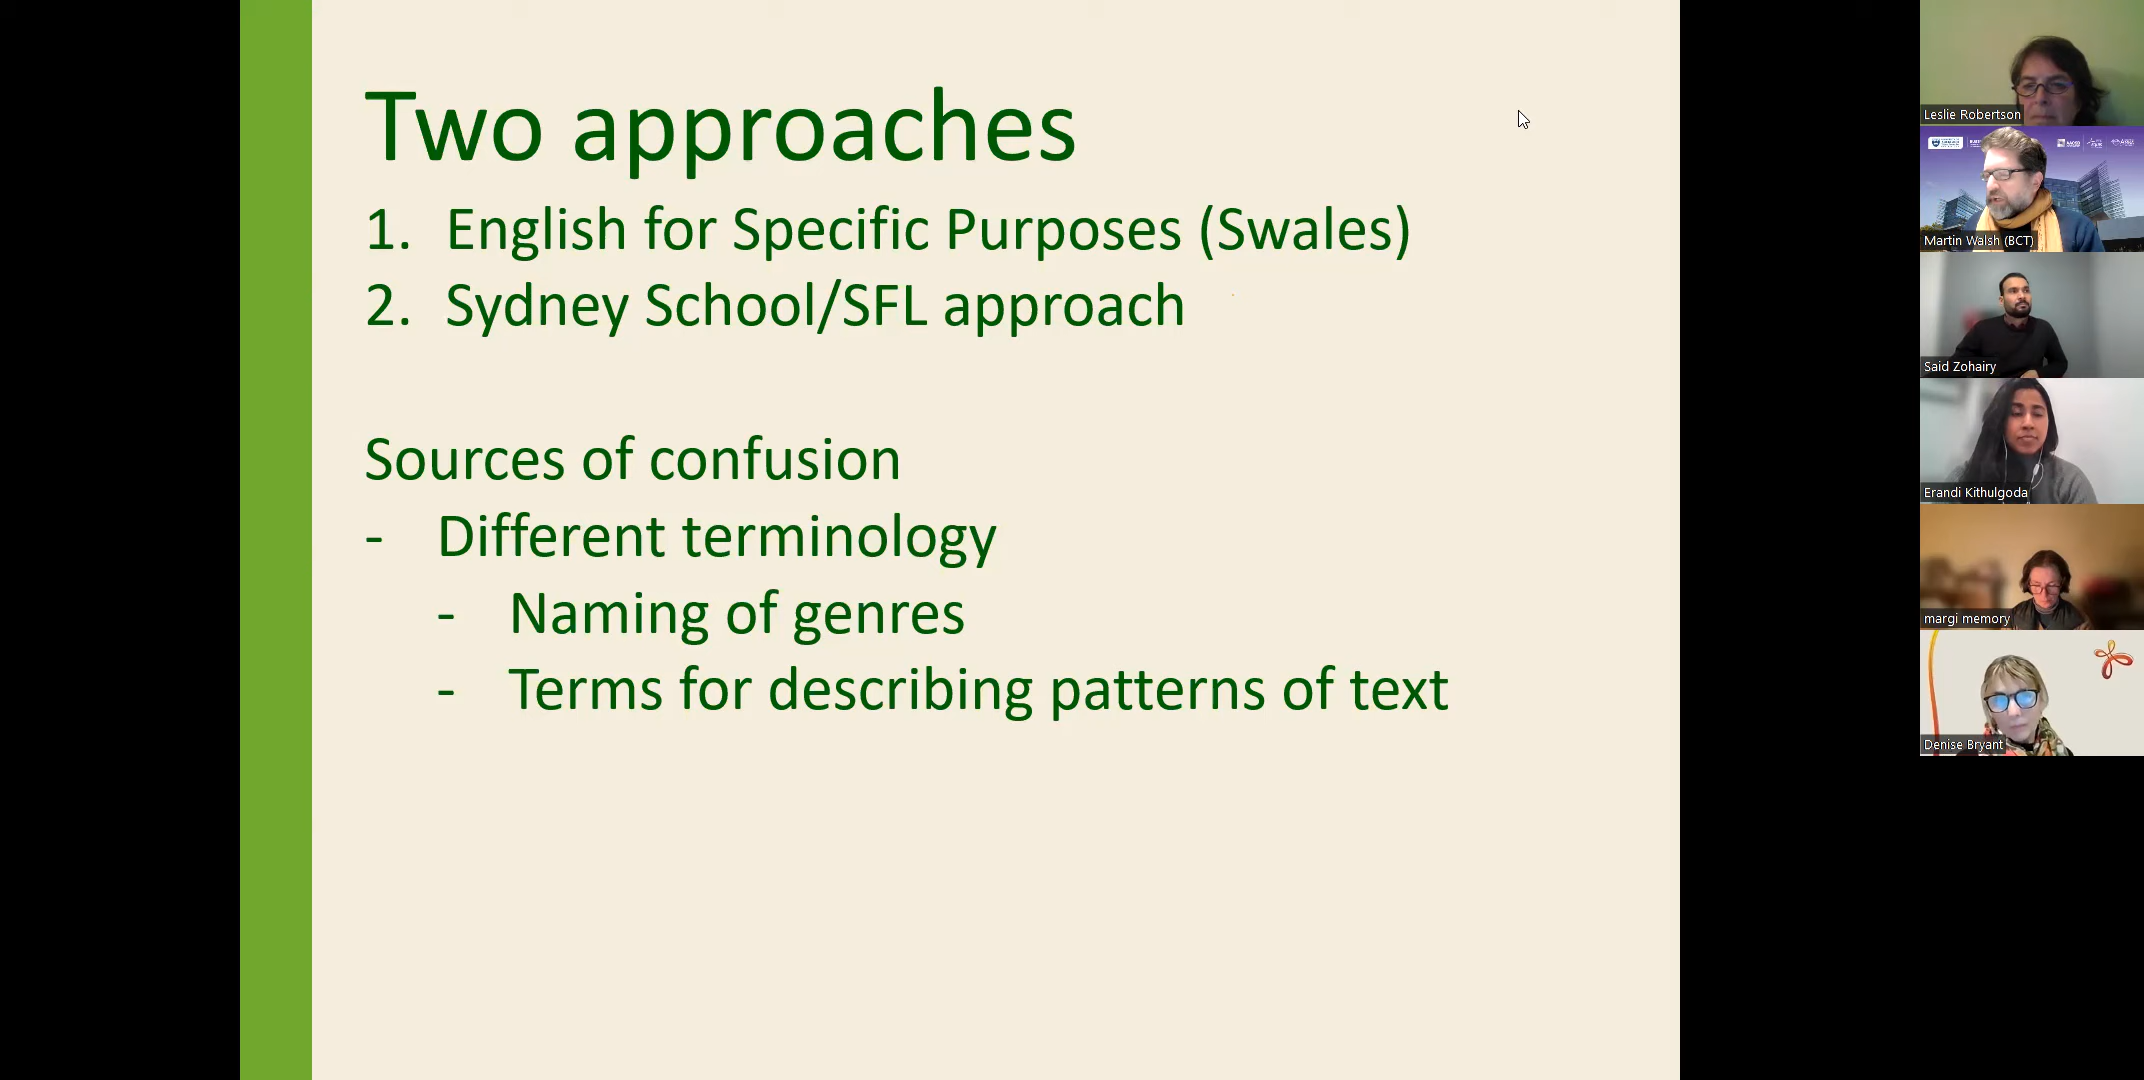 Two approaches
1. English for Specific Purposes (Swales)
2. Sydney School/SFL approach
Sources of confusion
- Different terminology
- Naming of genres
- Terms for describing patterns of text
Leslie Robertson
Martin Walsh (BCT)
Said Zohairy
Erandi Kithulgoda
margi memory
Denise Bryant